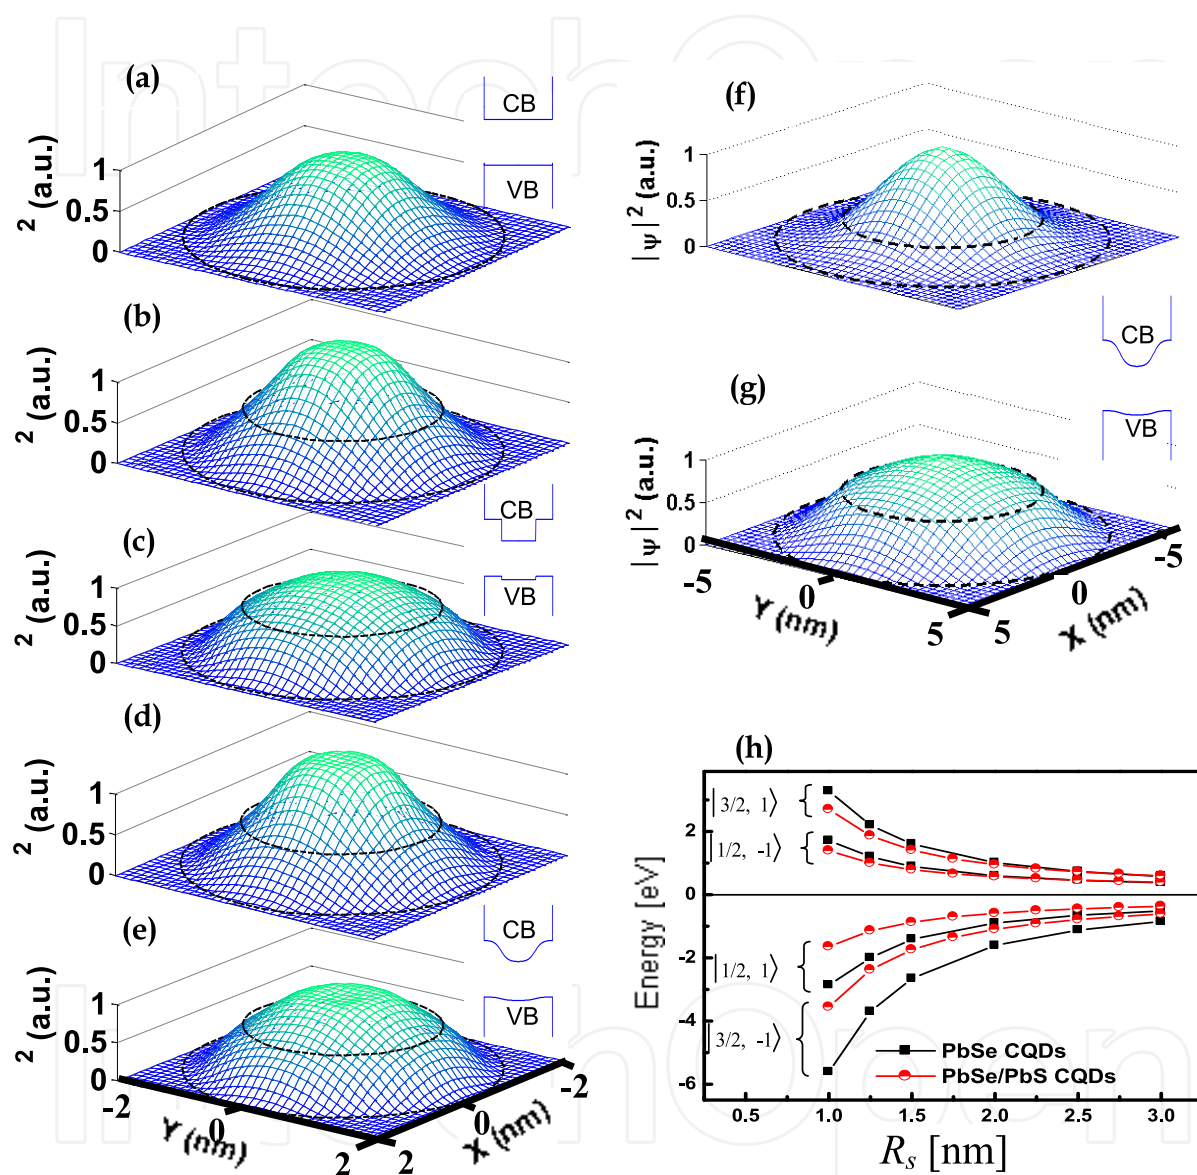 (a)
CB
VB
2 (a.u.)
1
0.5
0
(b)
2 (a.u.)
1
0.5
0
CB
(c)
VB
2 (a.u.)
1
0.5
0
(d)
2 (a.u.)
1
0.5
0
CB
(e)
VB
2 (a.u.)
1
0.5
0
-2
0
2
Y (nm)
2
0
-2
X (nm)
(f)
|ψ|² (a.u.)
1
0.5
0
CB
(g)
VB
|ψ|² (a.u.)
1
0.5
0
-5
0
5
Y (nm)
5
0
-5
X (nm)
(h)
|3/2, 1⟩
|1/2, -1⟩
|1/2, 1⟩
3/2, -1⟩
Energy [eV]
2
0
-2
-4
-6
PbSe CQDs
PbSe/PbS CQDs
0.5 1.0 1.5 2.0 2.5 3.0
Rs [nm]
IntechOpen
IntechOpen